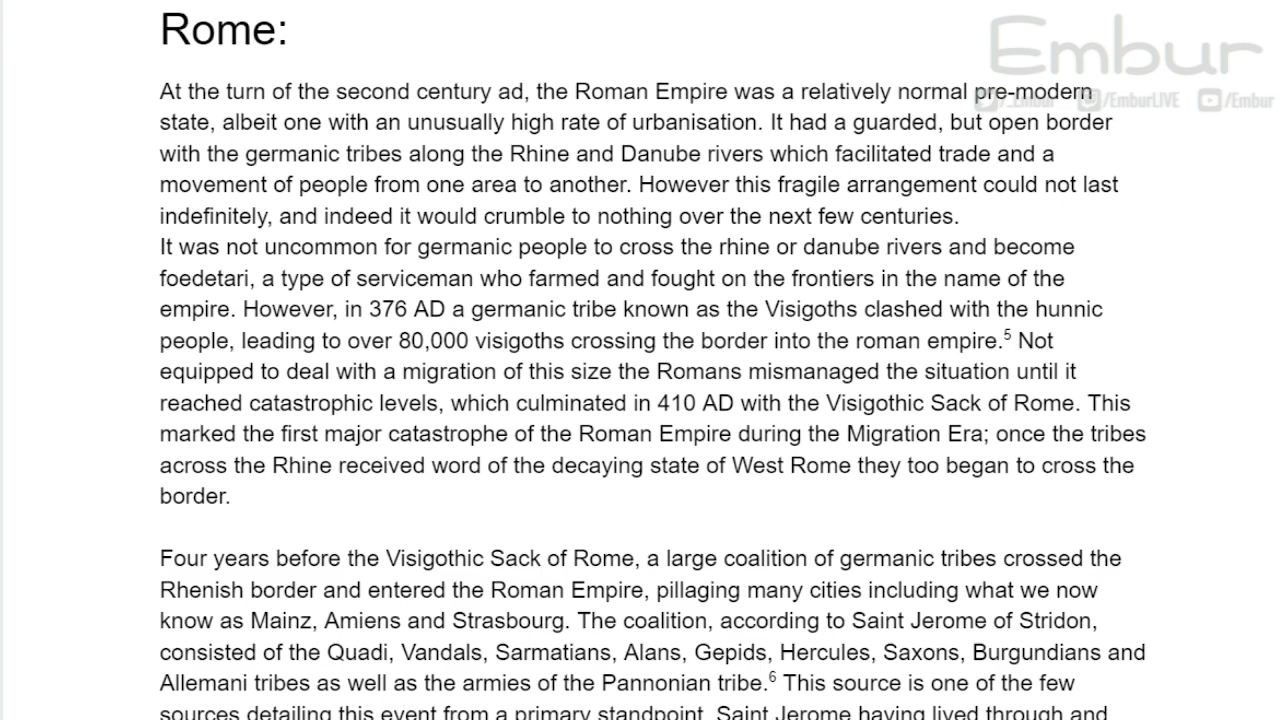 Rome:
Embur
At the turn of the second century ad, the Roman Empire was a relatively normal pre-modern
/EmburLIVE
/Embur
state, albeit one with an unusually high rate of urbanisation. It had a guarded, but open border
with the germanic tribes along the Rhine and Danube rivers which facilitated trade and a
movement of people from one area to another. However this fragile arrangement could not last
indefinitely, and indeed it would crumble to nothing over the next few centuries.
It was not uncommon for germanic people to cross the rhine or danube rivers and become
foedetari, a type of serviceman who farmed and fought on the frontiers in the name of the
empire. However, in 376 AD a germanic tribe known as the Visigoths clashed with the hunnic
people, leading to over 80,000 visigoths crossing the border into the roman empire.⁵ Not
equipped to deal with a migration of this size the Romans mismanaged the situation until it
reached catastrophic levels, which culminated in 410 AD with the Visigothic Sack of Rome. This
marked the first major catastrophe of the Roman Empire during the Migration Era; once the tribes
across the Rhine received word of the decaying state of West Rome they too began to cross the
border.
Four years before the Visigothic Sack of Rome, a large coalition of germanic tribes crossed the
Rhenish border and entered the Roman Empire, pillaging many cities including what we now
know as Mainz, Amiens and Strasbourg. The coalition, according to Saint Jerome of Stridon,
consisted of the Quadi, Vandals, Sarmatians, Alans, Gepids, Hercules, Saxons, Burgundians and
Allemani tribes as well as the armies of the Pannonian tribe.⁶ This source is one of the few
sources detailing this event from a primary standpoint, Saint Jerome having lived through and